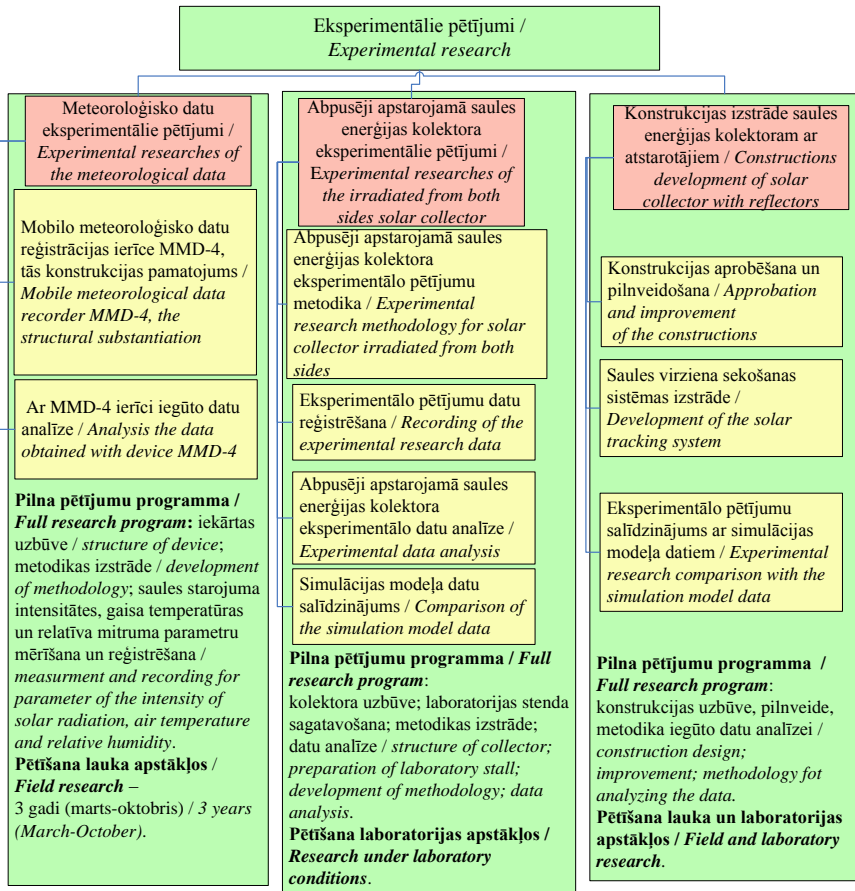 Eksperimentālie pētījumi /
Experimental research
Meteoroloģisko datu
eksperimentālie pētījumi /
Experimental researches of
the meteorological data
Mobilo meteoroloģisko datu
reģistrācijas ierīce MMD-4,
tās konstrukcijas pamatojums /
Mobile meteorological data
recorder MMD-4, the
structural substantiation
Ar MMD-4 ierīci iegūto datu
analīze / Analysis the data
obtained with device MMD-4
Pilna pētījumu programma /
Full research program: iekārtas
uzbūve / structure of device;
metodikas izstrāde / development
of methodology; saules starojuma
intensitātes, gaisa temperatūras
un relatīva mitruma parametru
mērīšana un reģistrēšana /
measurment and recording for
parameter of the intensity of
solar radiation, air temperature
and relative humidity.
Pētīšana lauka apstākļos /
Field research –
3 gadi (marts-oktobris) / 3 years
(March-October).
Abpusēji apstarojamā saules
enerģijas kolektora
eksperimentālie pētījumi /
Experimental researches of
the irradiated from both
sides solar collector
Abpusēji apstarojamā saules
enerģijas kolektora
eksperimentālo pētījumu
metodika / Experimental
research methodology for solar
collector irradiated from both
sides
Eksperimentālo pētījumu datu
reģistrēšana / Recording of the
experimental research data
Abpusēji apstarojamā saules
enerģijas kolektora
eksperimentālo datu analīze /
Experimental data analysis
Simulācijas modeļa datu
salīdzinājums / Comparison of
the simulation model data
Pilna pētījumu programma / Full
research program:
kolektora uzbūve; laboratorijas stenda
sagatavošana; metodikas izstrāde;
datu analīze / structure of collector;
preparation of laboratory stall;
development of methodology; data
analysis.
Pētīšana laboratorijas apstākļos /
Research under laboratory
conditions.
Konstrukcijas izstrāde saules
enerģijas kolektoram ar
atstarotājiem / Constructions
development of solar
collector with reflectors
Konstrukcijas aprobēšana un
pilnveidošana / Approbation
and improvement
of the constructions
Saules virziena sekošanas
sistēmas izstrāde /
Development of the solar
tracking system
Eksperimentālo pētījumu
salīdzinājums ar simulācijas
modeļa datiem / Experimental
research comparison with the
simulation model data
Pilna pētījumu programma /
Full research program:
konstrukcijas uzbūve, pilnveide,
metodika iegūto datu analīzei /
construction design;
improvement; methodology fot
analyzing the data.
Pētīšana lauka un laboratorijas
apstākļos / Field and laboratory
research.